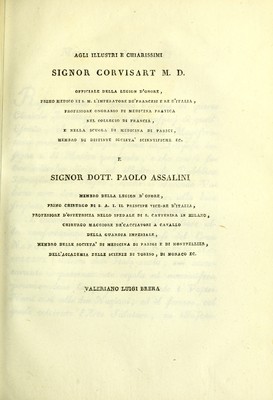 AGLI ILLUSTRI E CHIARISSIMI
SIGNOR CORVISART M. D.
OFFICIALE DELLA LEGION D'ONORE,
PRIMO MEDICO DI S. M. L'IMPERATORE DE' FRANCESI E RE D'ITALIA,
PROFESSORE ONORARIO DI MEDICINA PRATICA
NEL COLLEGIO DI FRANCIA,
E NELLA SCUOLA DI MEDICINA DI PARIGI,
MEMBRO DI DISTINTE SOCIETA' SCIENTIFICHE EC.
E
SIGNOR DOTT. PAOLO ASSALINI
MEMBRO DELLA LEGION D'ONORE,
PRIMO CHIRURGO DI S. A. I. IL PRINCIPE VICE-RE D'ITALIA,
PROFESSORE D'OSTETRICIA NELLO SPEDALE DI S. CATTERINA IN MILANO,
CHIRURGO MAGGIORE DE' CACCIATORI A CAVALLO
DELLA GUARDIA IMPERIALE,
MEMBRO DELLE SOCIETA' DI MEDICINA DI PARIGI E DI MONTPELLIER,
DELL'ACCADEMIA DELLE SCIENZE DI TORINO, DI MONACO EC.
VALERIANO LUIGI BRERA